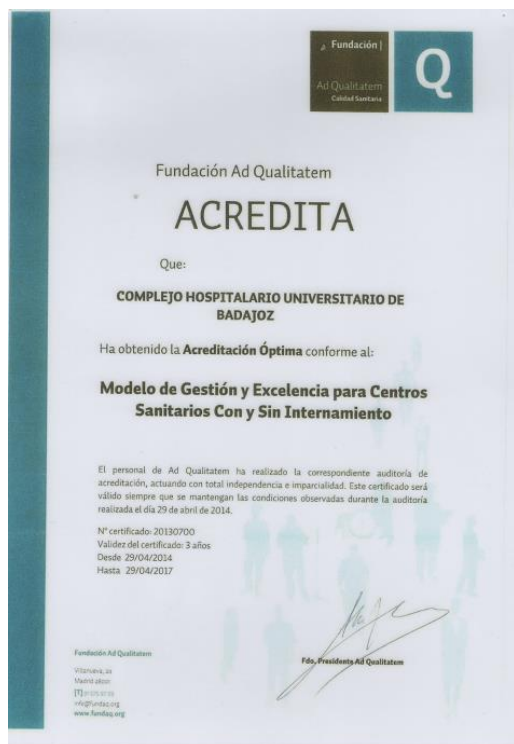 Fundación
Ad Qualitatem
Calidad Sanitaria
Q
Fundación Ad Qualitatem
ACREDITA
Que:
COMPLEJO HOSPITALARIO UNIVERSITARIO DE
BADAJOZ
Ha obtenido la Acreditación Óptima conforme al:
Modelo de Gestión y Excelencia para Centros
Sanitarios Con y Sin Internamiento
El personal de Ad Qualitatem ha realizado la correspondiente auditoría de
acreditación, actuando con total independencia e imparcialidad. Este certificado será
válido siempre que se mantengan las condiciones observadas durante la auditoría
realizada el día 29 de abril de 2014.
Nº certificado: 20130700
Validez del certificado: 3 años
Desde 29/04/2014
Hasta 29/04/2017
Fdo. Presidente Ad Qualitatem
Fundación Ad Qualitatem
Villanueva,
Madrid 28001
[T]
info@fundaq.org
www.fundaq.org